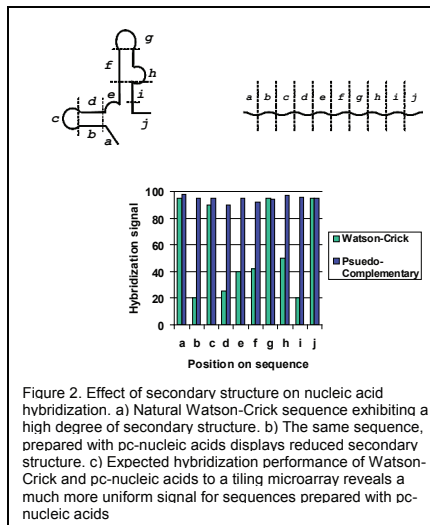 g
f
h
d
e
i
c
j
b
a
a b c d e f g h i j
Hybridization signal
100
80
60
40
20
0
a b c d e f g h i j
Position on sequence
Watson-Crick
Psuedo-
Complementary
Figure 2. Effect of secondary structure on nucleic acid
hybridization. a) Natural Watson-Crick sequence exhibiting a
high degree of secondary structure. b) The same sequence,
prepared with pc-nucleic acids displays reduced secondary
structure. c) Expected hybridization performance of Watson-
Crick and pc-nucleic acids to a tiling microarray reveals a
much more uniform signal for sequences prepared with pc-
nucleic acids